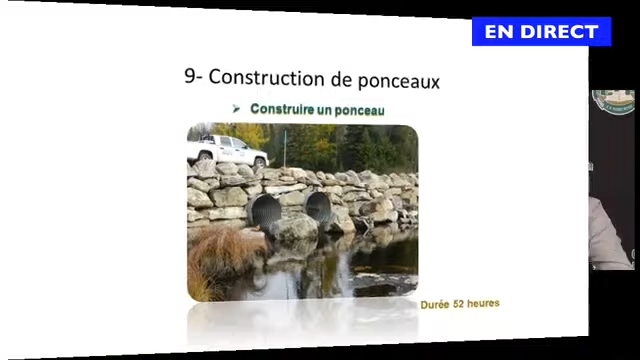 EN DIRECT
9- Construction de ponceaux
➢ Construire un ponceau
Durée 52 heures